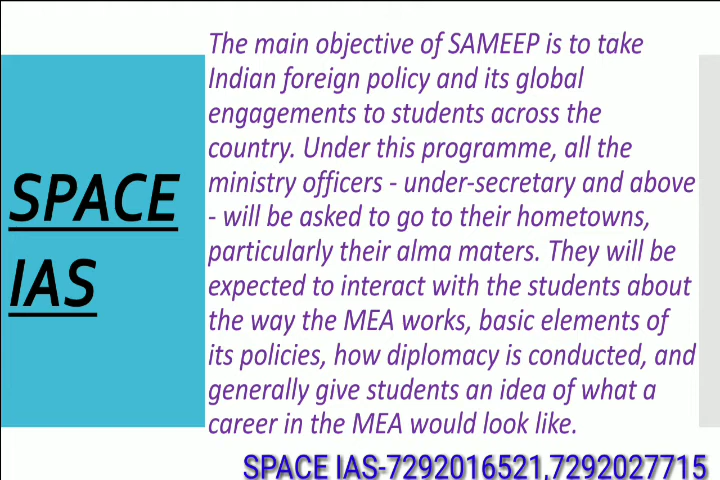 SPACE
IAS
The main objective of SAMEEP is to take
Indian foreign policy and its global
engagements to students across the
country. Under this programme, all the
ministry officers - under-secretary and above
- will be asked to go to their hometowns,
particularly their alma maters. They will be
expected to interact with the students about
the way the MEA works, basic elements of
its policies, how diplomacy is conducted, and
generally give students an idea of what a
career in the MEA would look like.
SPACE IAS-7292016521,7292027715